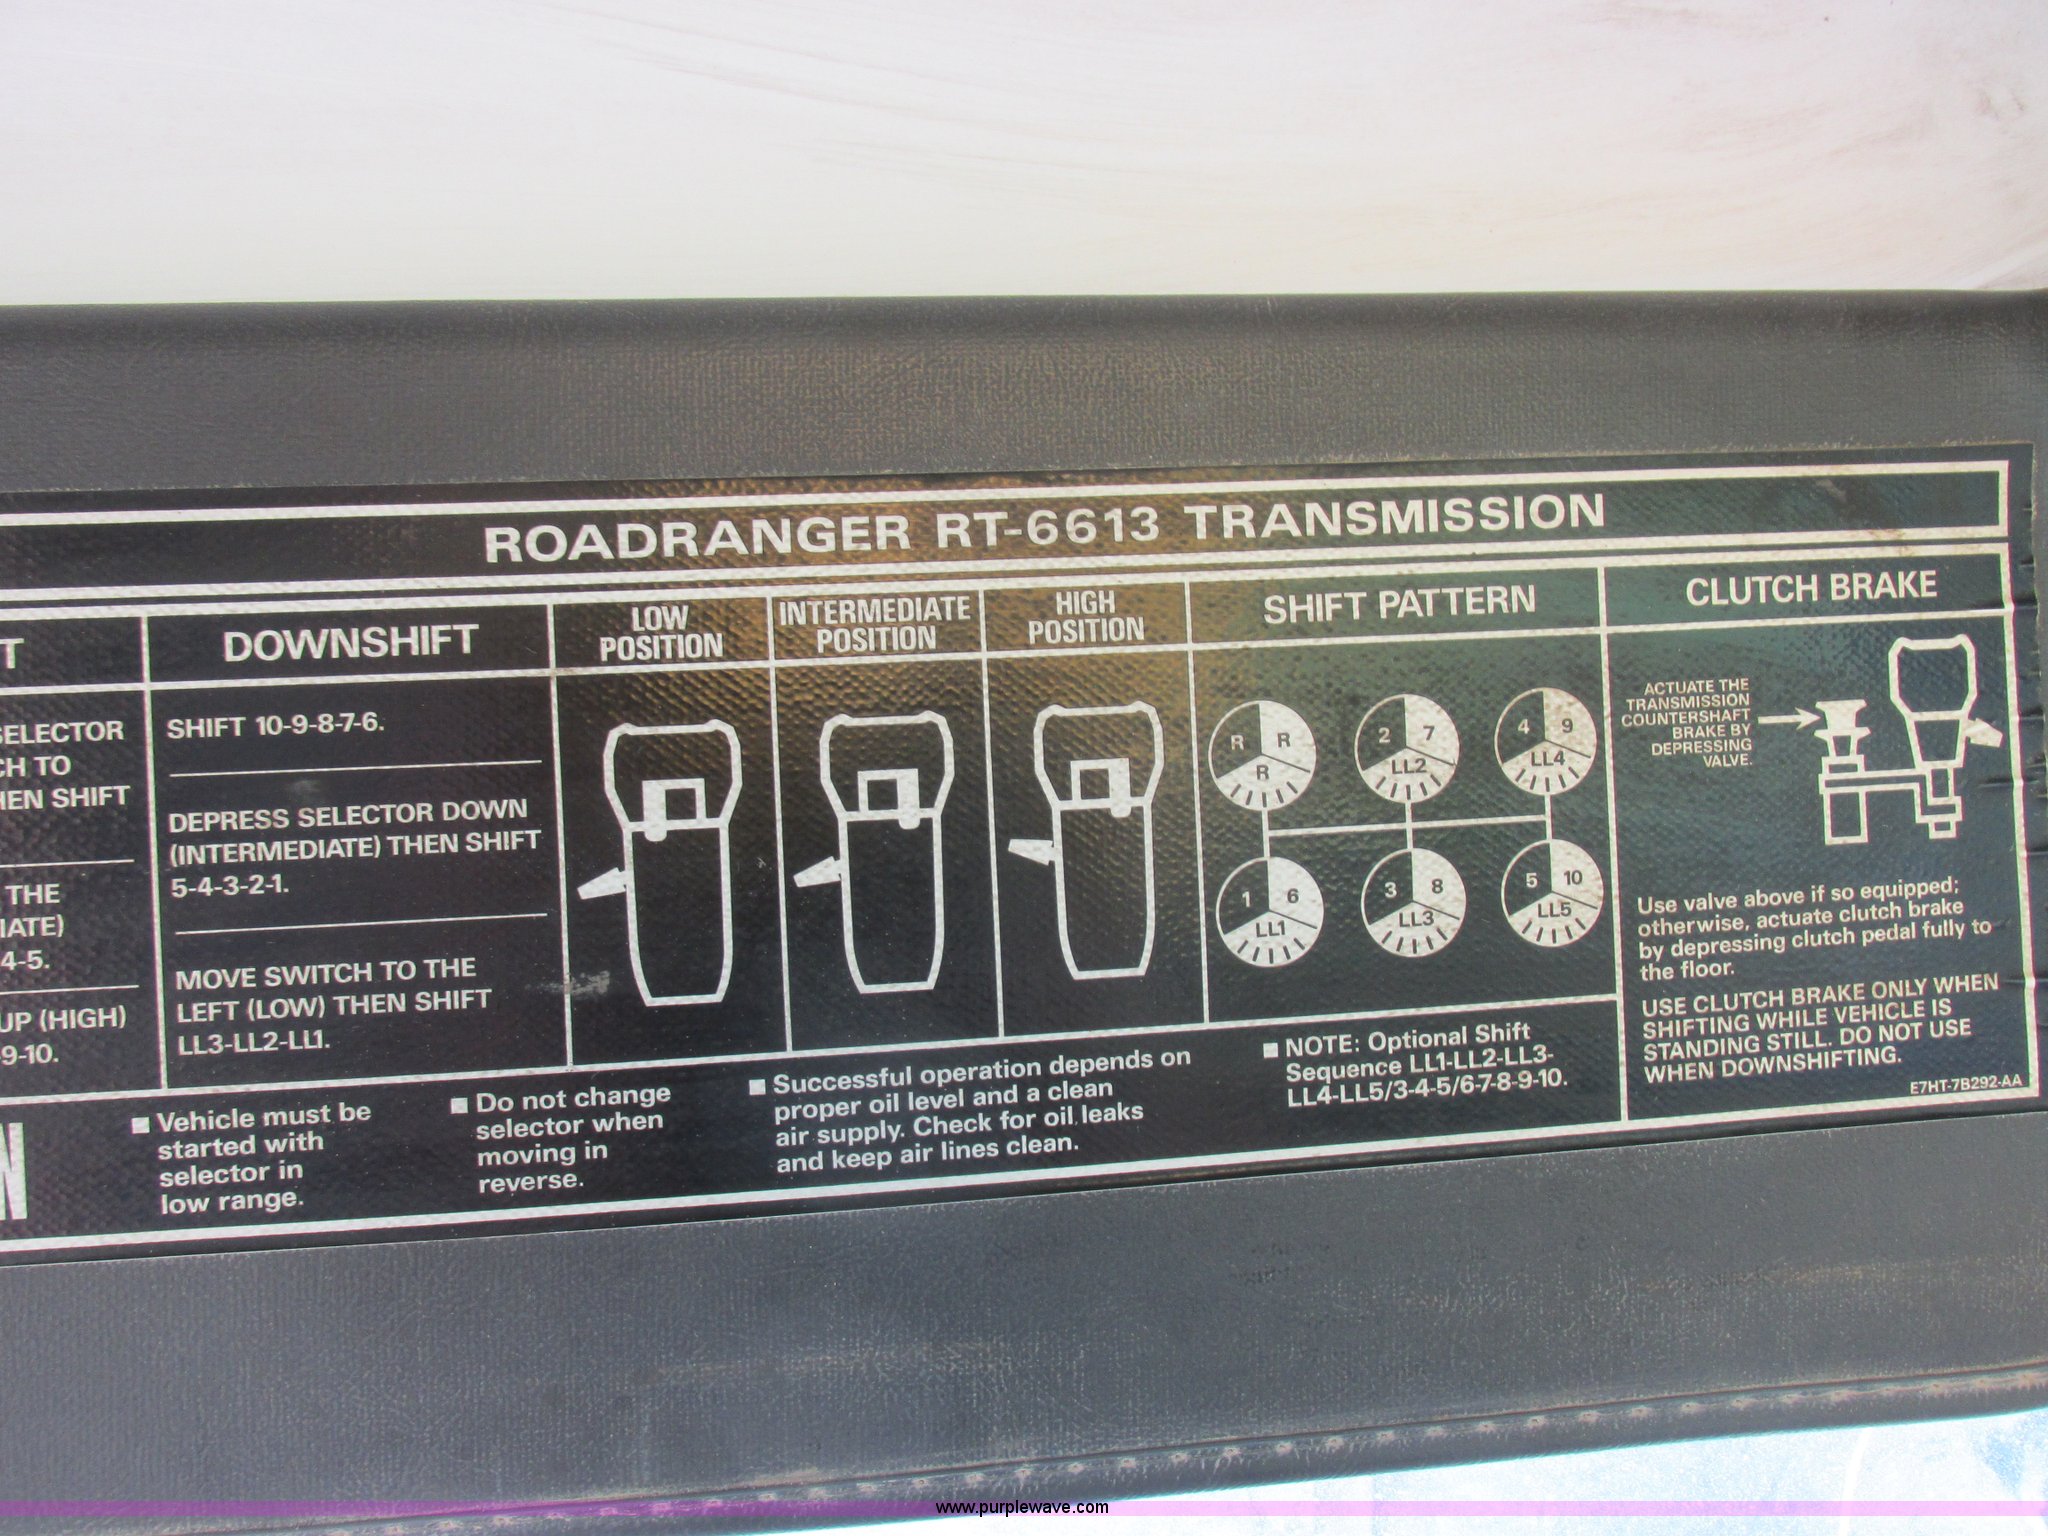 ROADRANGER RT-6613 TRANSMISSION
T
SELECTOR
CH TO
HEN SHIFT
THE
IATE)
4-5.
UP (HIGH)
9-10.
DOWNSHIFT
SHIFT 10-9-8-7-6.
DEPRESS SELECTOR DOWN
(INTERMEDIATE) THEN SHIFT
5-4-3-2-1.
MOVE SWITCH TO THE
LEFT (LOW) THEN SHIFT
LL3-LL2-LL1.
LOW
POSITION
INTERMEDIATE
POSITION
HIGH
POSITION
SHIFT PATTERN
R R R
2 7 LL2
4 9 LL4
1 6 LL1
3 8 LL3
5 10 LL5
CLUTCH BRAKE
ACTUATE THE
TRANSMISSION
COUNTERSHAFT
BRAKE BY
DEPRESSING
VALVE.
Use valve above if so equipped;
otherwise, actuate clutch brake
by depressing clutch pedal fully to
the floor.
USE CLUTCH BRAKE ONLY WHEN
SHIFTING WHILE VEHICLE IS
STANDING STILL. DO NOT USE
WHEN DOWNSHIFTING.
E7HT-7B292-AA
N
■ Vehicle must be
started with
selector in
low range.
■ Do not change
selector when
moving in
reverse.
■ Successful operation depends on
proper oil level and a clean
air supply. Check for oil leaks
and keep air lines clean.
■ NOTE: Optional Shift
Sequence LL1-LL2-LL3-
LL4-LL5/3-4-5/6-7-8-9-10.
www.purplewave.com